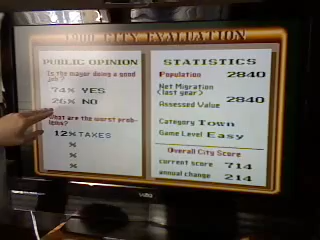 1900 CITY EVALUATION
PUBLIC OPINION
Is the mayor doing a good
job?
74% YES
26% NO
What are the worst prob-
lems?
12% TAXES
%
%
%
STATISTICS
Population 2840
Net Migration
(last year) 2840
Assessed Value
Category Town
Game Level Easy
Overall City Score
current score 714
annual change 214
VIZIO